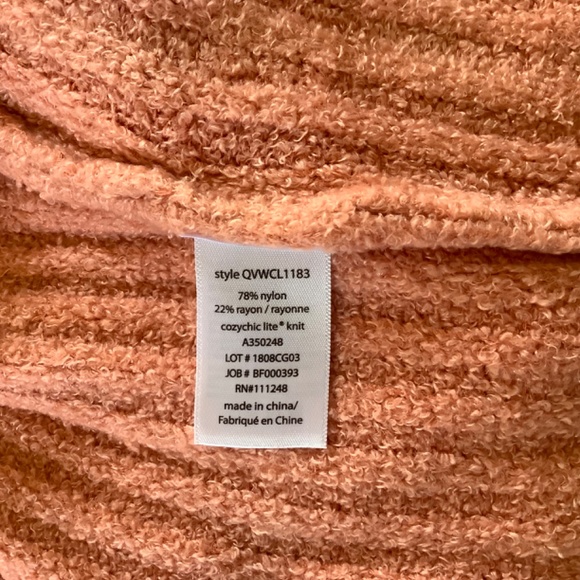 style QVWCL1183
78% nylon
22% rayon / rayonne
cozychic lite® knit
A350248
LOT # 1808CG03
JOB # BF000393
RN#111248
made in china/
Fabriqué en Chine